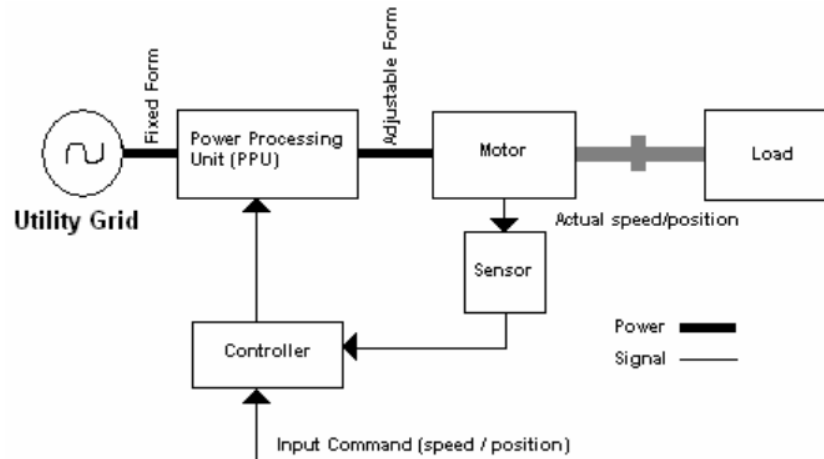 Fixed Form
Adjustable Form
Power Processing
Unit (PPU)
Motor
Load
Utility Grid
Actual speed/position
Sensor
Power
Signal
Controller
Input Command (speed / position)